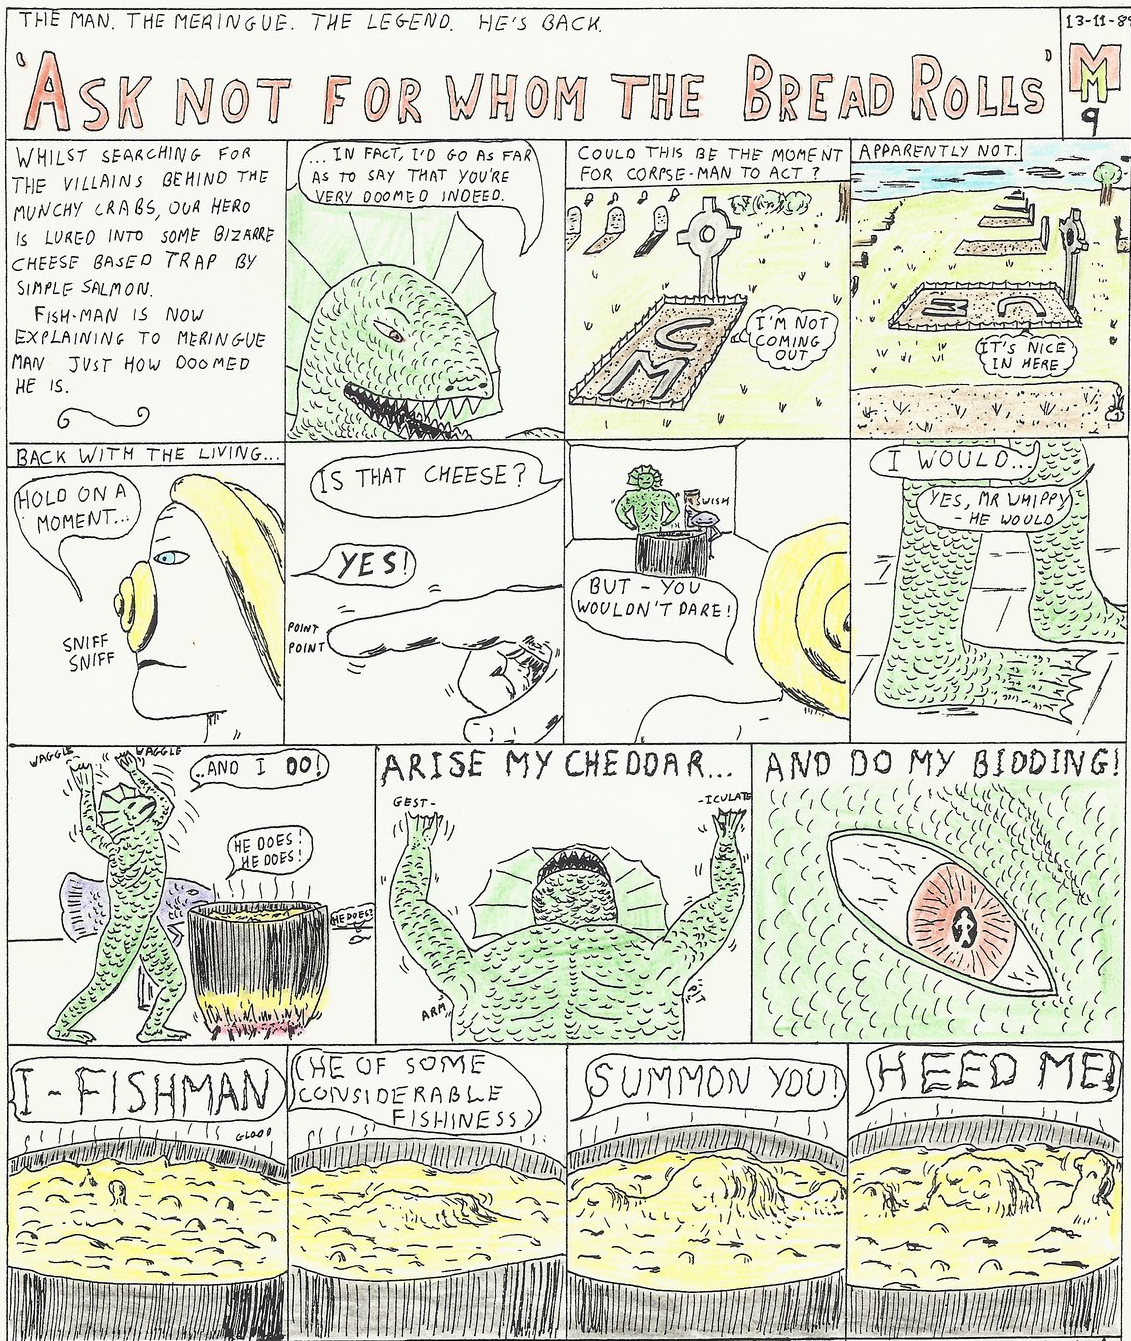 THE MAN. THE MERINGUE. THE LEGEND. HE'S BACK.
13-11-89
'ASK NOT FOR WHOM THE BREAD ROLLS'
MM
9
WHILST SEARCHING FOR
THE VILLAINS BEHIND THE
MUNCHY CRABS, OUR HERO
IS LURED INTO SOME BIZARRE
CHEESE BASED TRAP BY
SIMPLE SALMON.
FISH-MAN IS NOW
EXPLAINING TO MERINGUE
MAN JUST HOW DOOMED
HE IS.
... IN FACT, I'D GO AS FAR
AS TO SAY THAT YOU'RE
VERY DOOMED INDEED.
COULD THIS BE THE MOMENT
FOR CORPSE-MAN TO ACT?
CM
I'M NOT
COMING
OUT
APPARENTLY NOT.
CM
IT'S NICE
IN HERE
BACK WITH THE LIVING...
HOLD ON A
MOMENT...
SNIFF
SNIFF
IS THAT CHEESE?
YES!
POINT
POINT
SWISH
BUT - YOU
WOULDN'T DARE!
I WOULD...
YES, MR WHIPPY
- HE WOULD
WAGGLE
WAGGLE
..AND I DO!
HE DOES!
HE DOES!
HE DOES!
ARISE MY CHEDDAR...
GEST-
-ICULATE
ARM
PIT
AND DO MY BIDDING!
I - FISHMAN
GLOOP
(HE OF SOME
CONSIDERABLE
FISHINESS)
SUMMON YOU!
HEED ME!